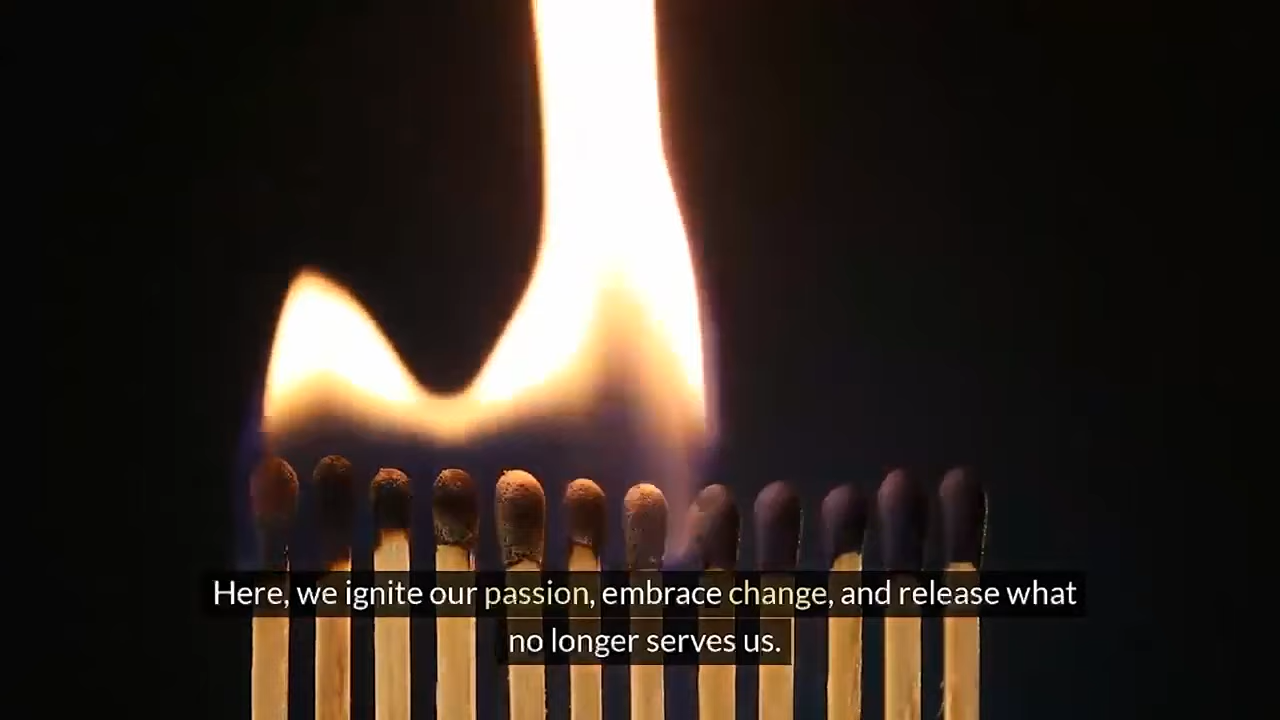 Here, we ignite our passion, embrace change, and release what
no longer serves us.